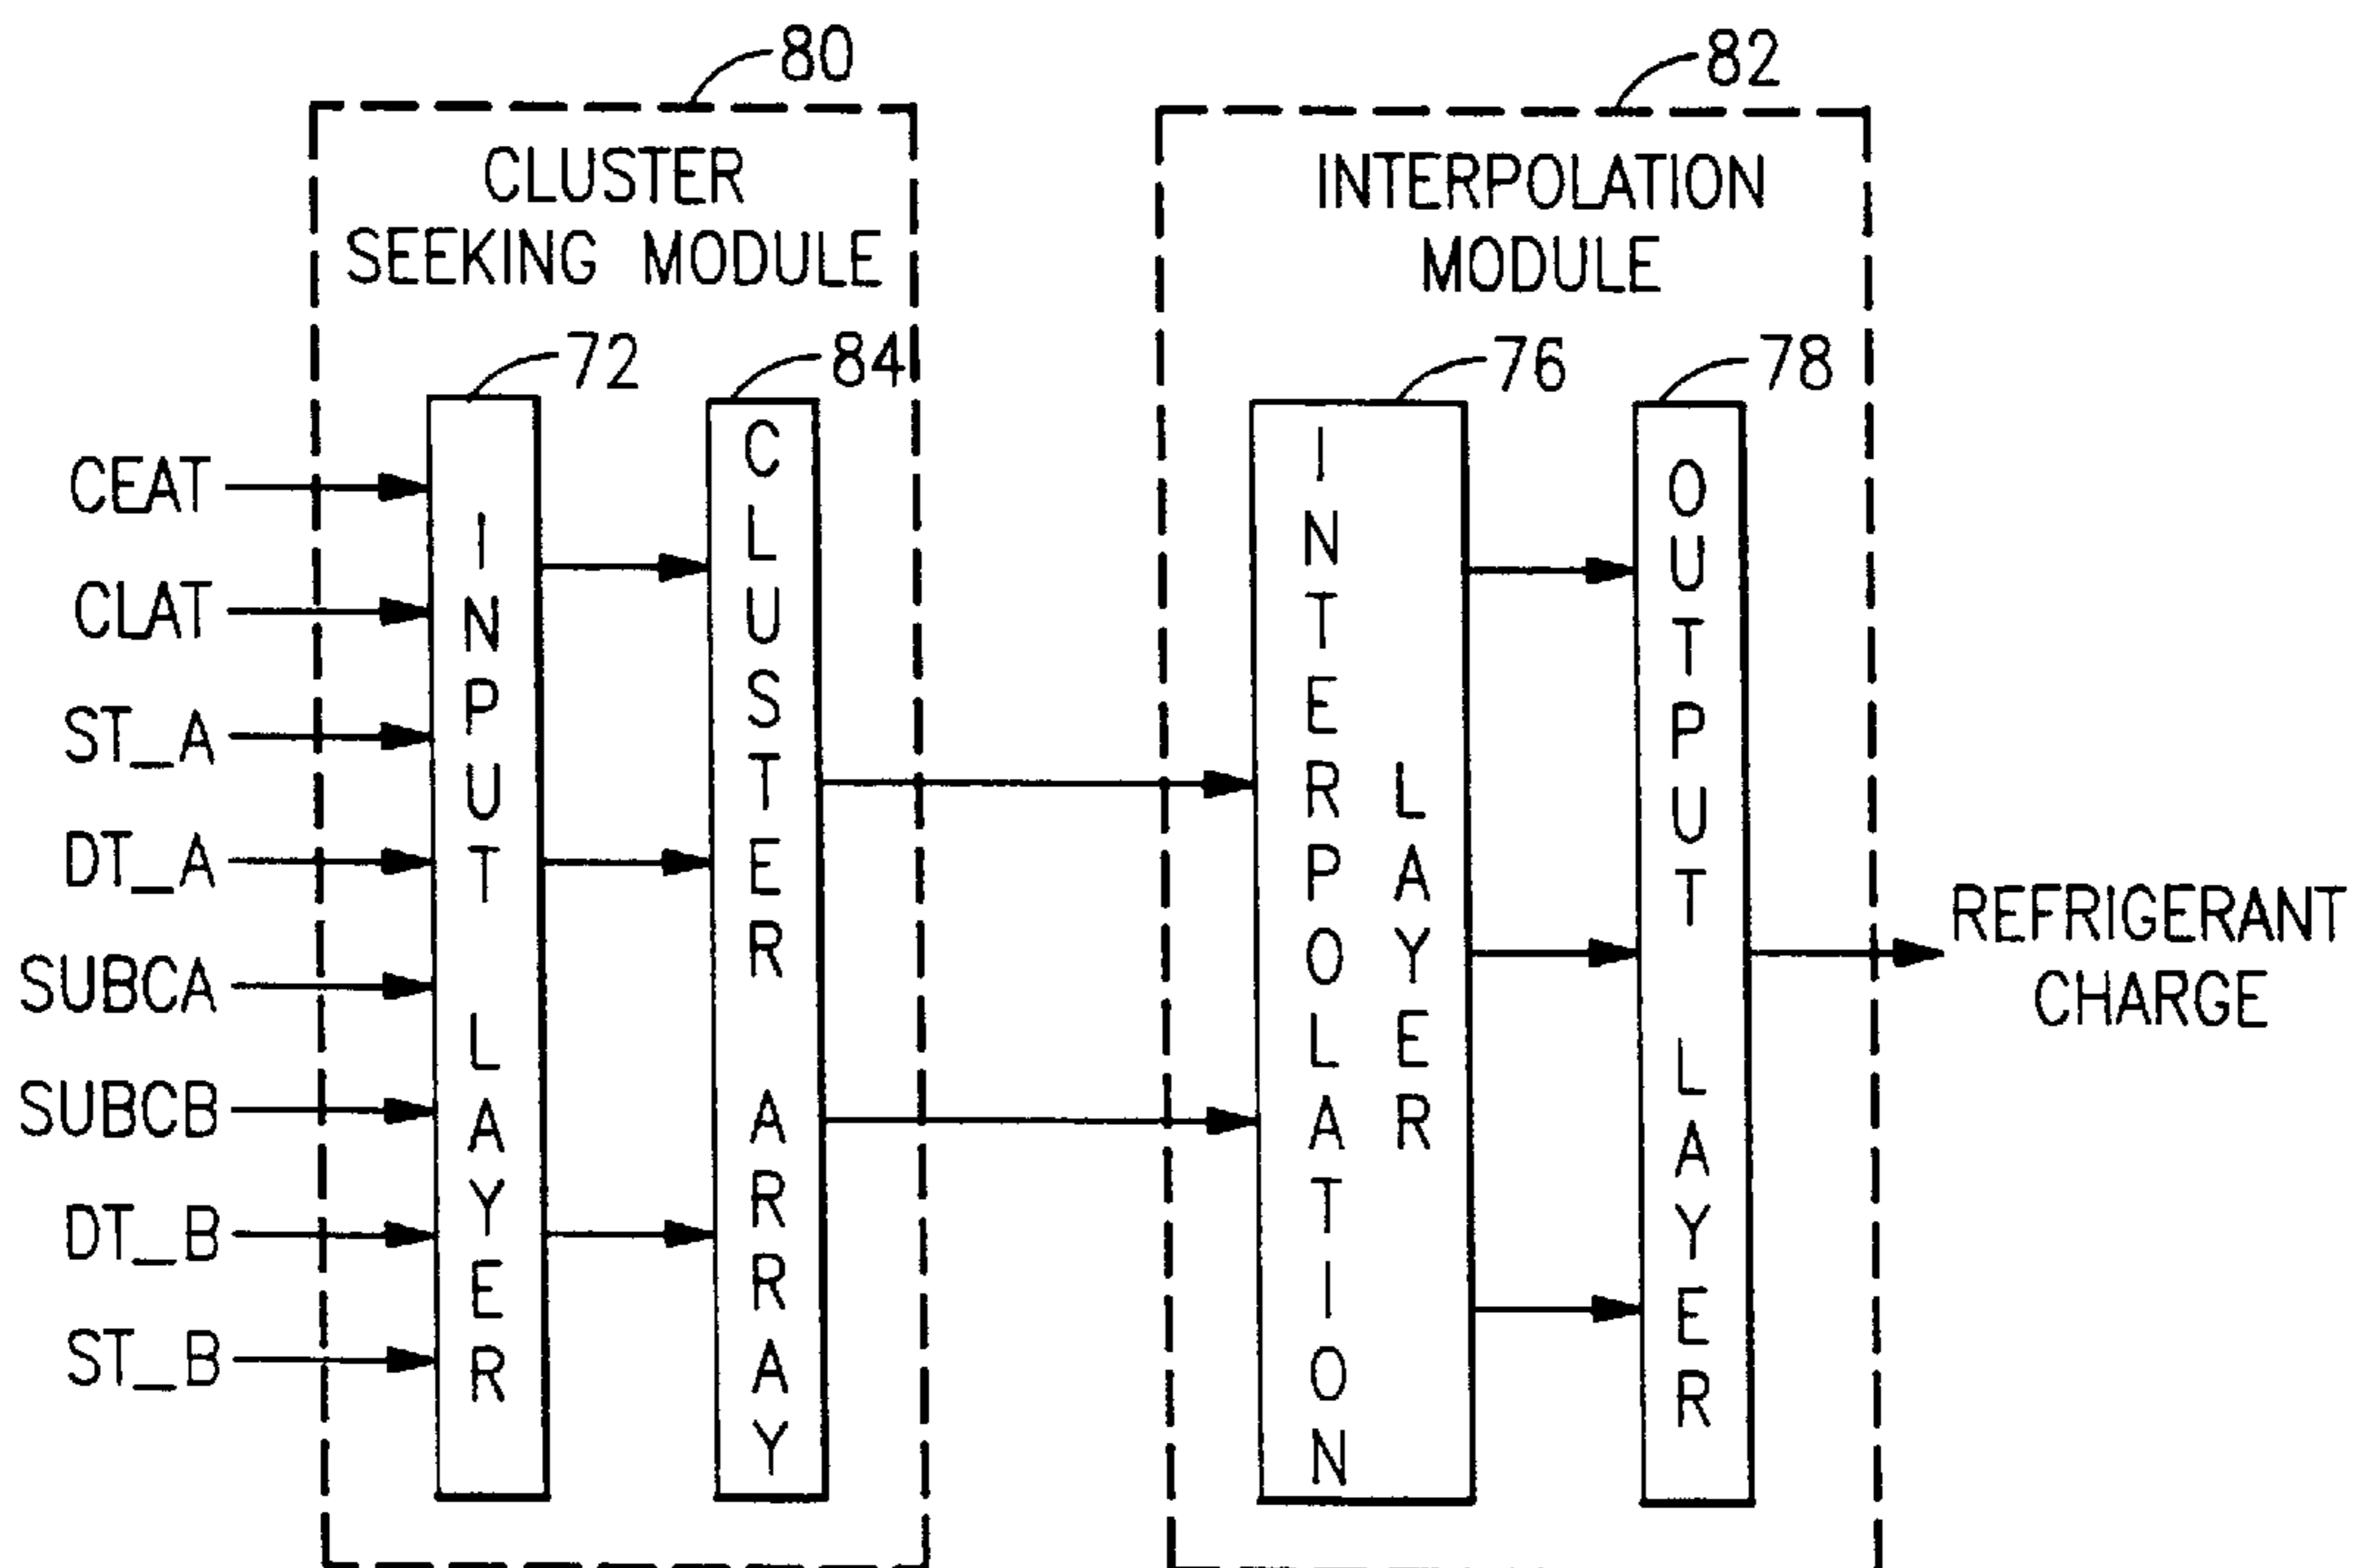 80
82
CLUSTER
SEEKING MODULE
INTERPOLATION
MODULE
72
84
76
78
CEAT
CLAT
ST_A
DT_A
SUBCA
SUBCB
DT_B
ST_B
INPUT LAYER
CLUSTER ARRAY
INTERPOLATION
LAYER
OUTPUT LAYER
REFRIGERANT
CHARGE